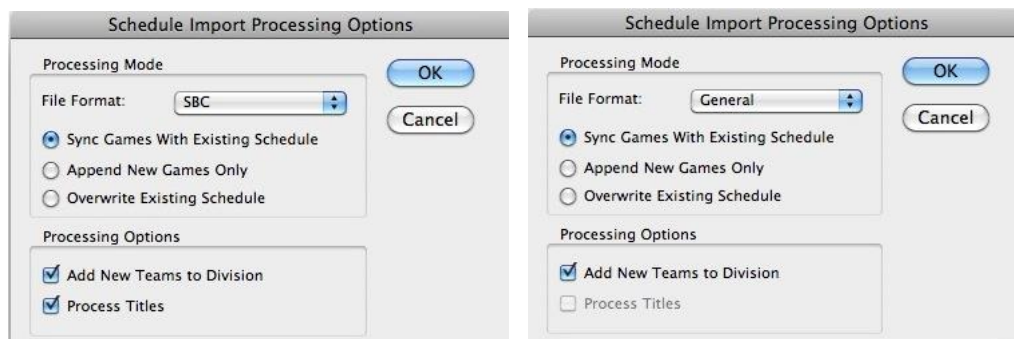 Schedule Import Processing Options
Processing Mode
OK
File Format: SBC
Cancel
Sync Games With Existing Schedule
Append New Games Only
Overwrite Existing Schedule
Processing Options
Add New Teams to Division
Process Titles
Schedule Import Processing Options
Processing Mode
OK
File Format: General
Cancel
Sync Games With Existing Schedule
Append New Games Only
Overwrite Existing Schedule
Processing Options
Add New Teams to Division
Process Titles